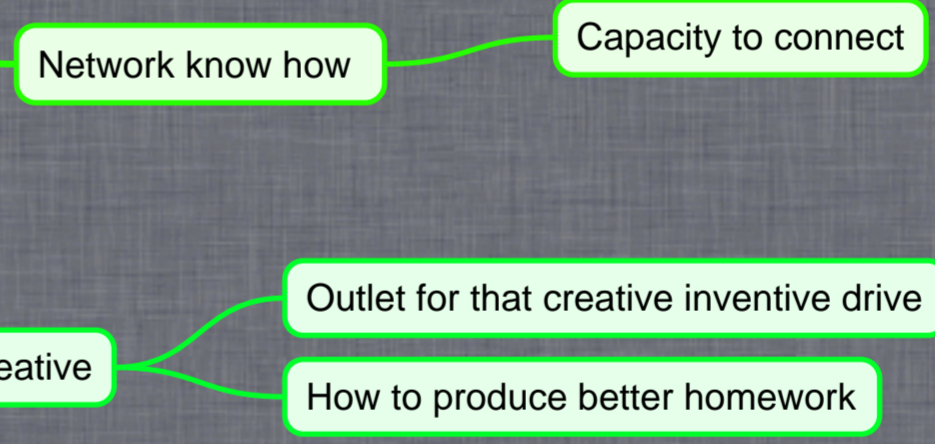 Network know how
Capacity to connect
Outlet for that creative inventive drive
eative
How to produce better homework